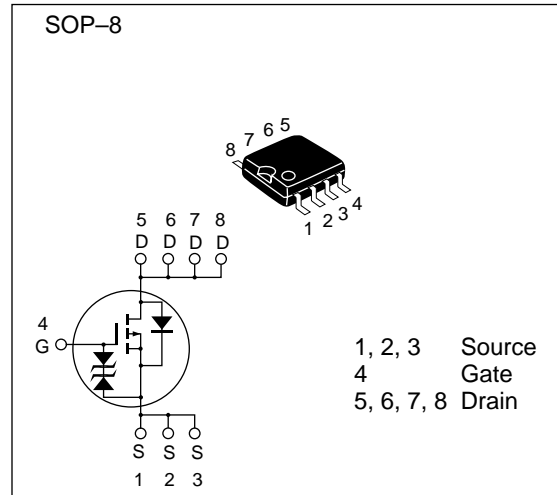 SOP–8
8 7 6 5
1 2 3 4
5 6 7 8
D D D D
4
G
S S S
1 2 3
1, 2, 3 Source
4 Gate
5, 6, 7, 8 Drain